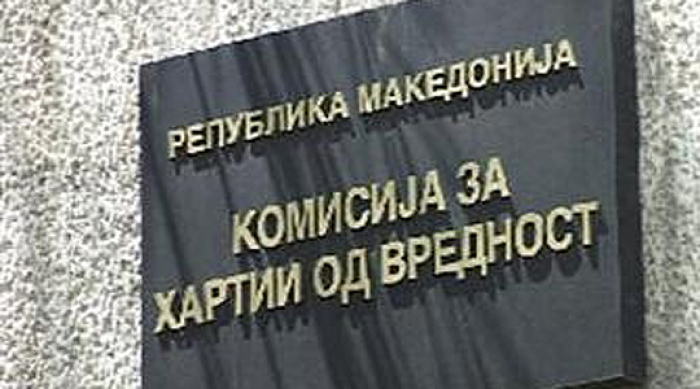 РЕПУБЛИКА МАКЕДОНИЈА
КОМИСИЈА ЗА
ХАРТИИ ОД ВРЕДНОСТ